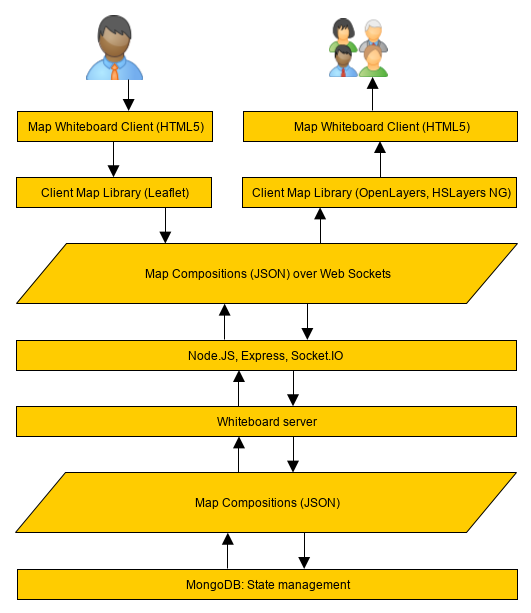 Map Whiteboard Client (HTML5)
Map Whiteboard Client (HTML5)
Client Map Library (Leaflet)
Client Map Library (OpenLayers, HSLayers NG)
Map Compositions (JSON) over Web Sockets
Node.JS, Express, Socket.IO
Whiteboard server
Map Compositions (JSON)
MongoDB: State management